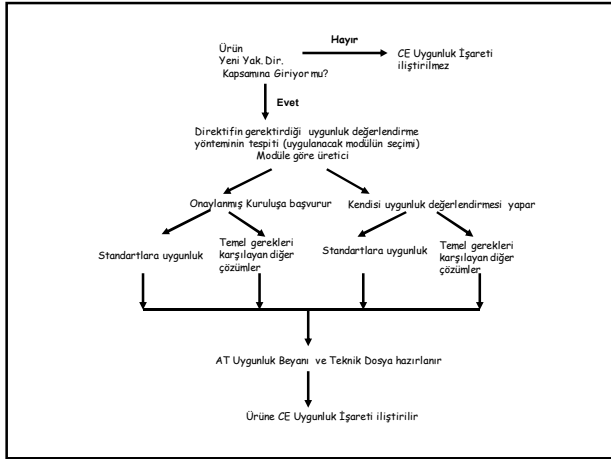 Ürün
Yeni Yak. Dir.
Kapsamına Giriyor mu?
Hayır
CE Uygunluk İşareti
iliştirilmez
Evet
Direktifin gerektirdiği uygunluk değerlendirme
yönteminin tespiti (uygulanacak modülün seçimi)
Modüle göre üretici
Onaylanmış Kuruluşa başvurur
Kendisi uygunluk değerlendirmesi yapar
Standartlara uygunluk
Temel gerekleri
karşılayan diğer
çözümler
Standartlara uygunluk
Temel gerekleri
karşılayan diğer
çözümler
AT Uygunluk Beyanı ve Teknik Dosya hazırlanır
Ürüne CE Uygunluk İşareti iliştirilir